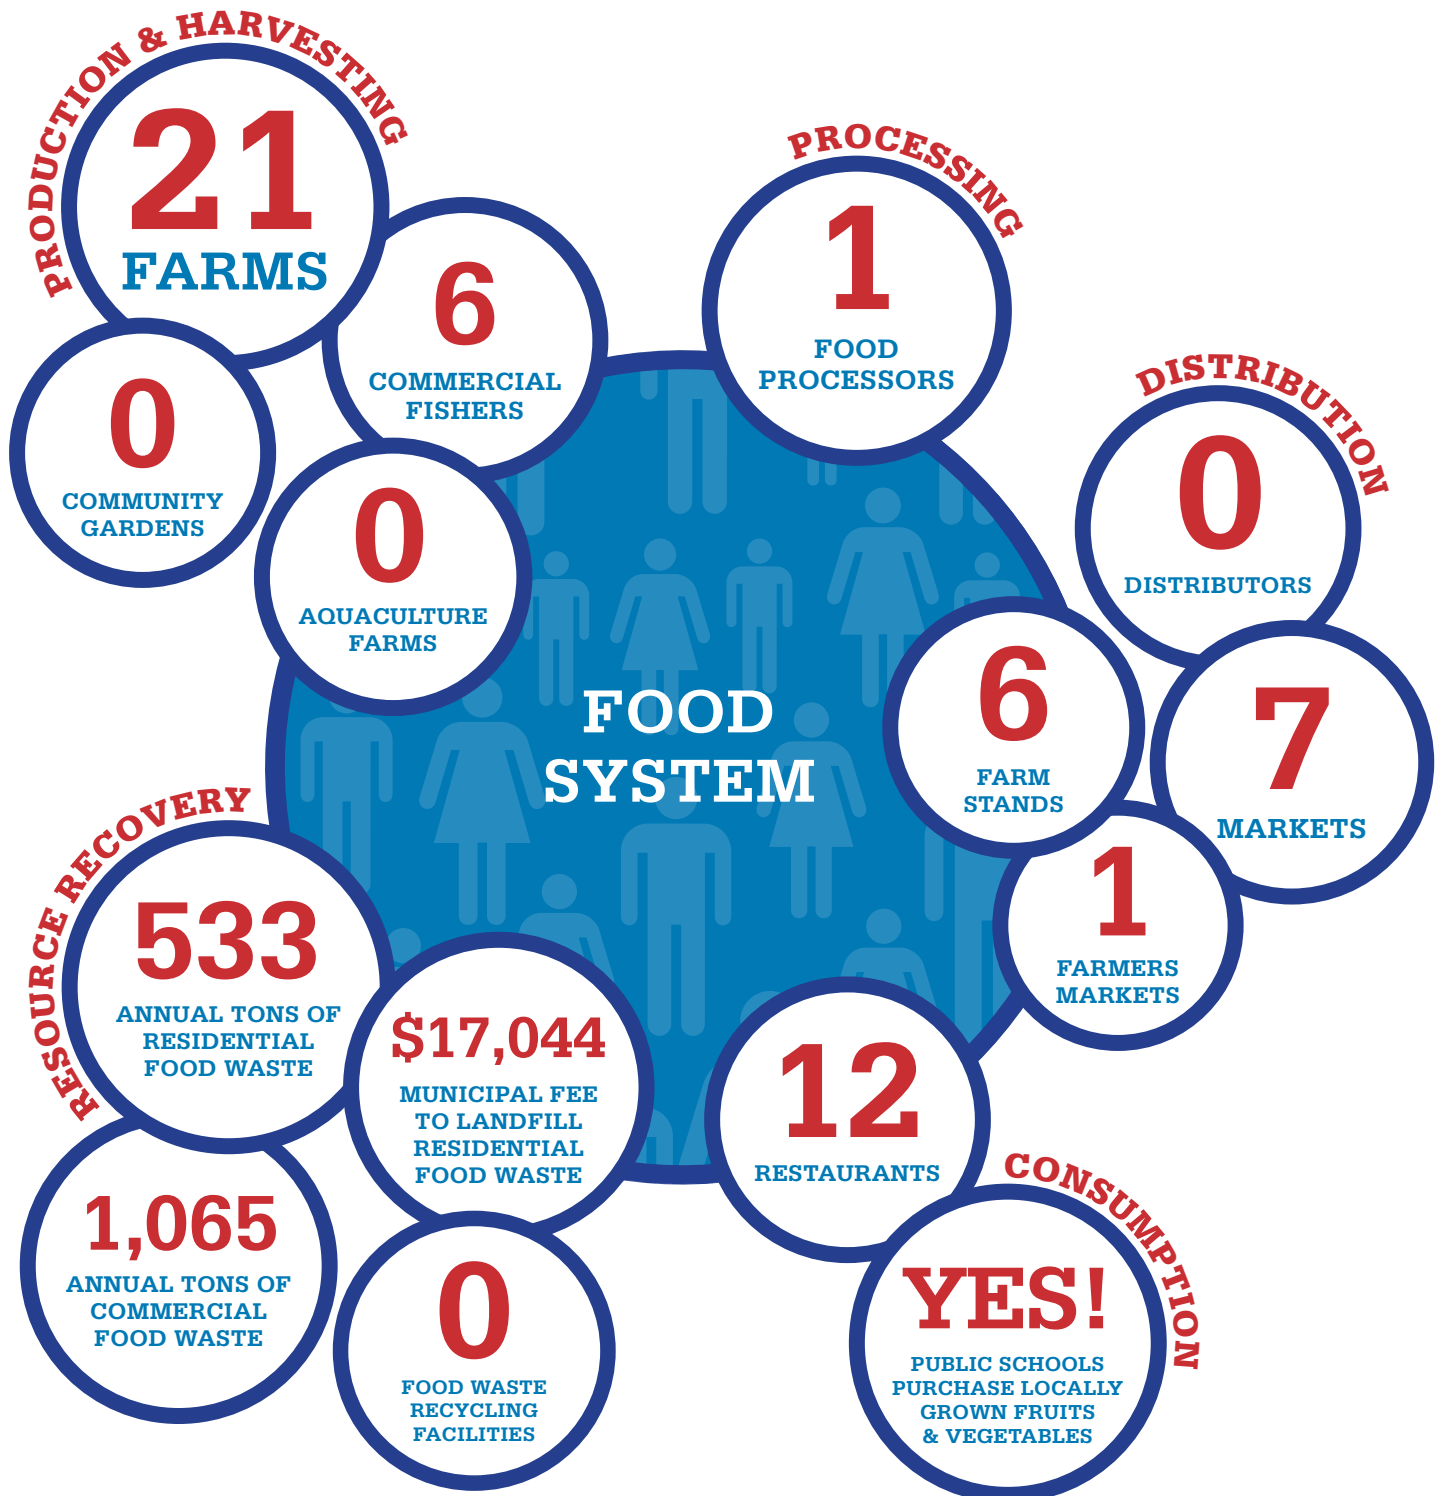 PRODUCTION & HARVESTING
21
FARMS
6
COMMERCIAL
FISHERS
0
COMMUNITY
GARDENS
0
AQUACULTURE
FARMS
PROCESSING
1
FOOD
PROCESSORS
DISTRIBUTION
0
DISTRIBUTORS
6
FARM
STANDS
7
MARKETS
1
FARMERS
MARKETS
FOOD
SYSTEM
RESOURCE RECOVERY
533
ANNUAL TONS OF
RESIDENTIAL
FOOD WASTE
$17,044
MUNICIPAL FEE
TO LANDFILL
RESIDENTIAL
FOOD WASTE
1,065
ANNUAL TONS OF
COMMERCIAL
FOOD WASTE
0
FOOD WASTE
RECYCLING
FACILITIES
12
RESTAURANTS
CONSUMPTION
YES!
PUBLIC SCHOOLS
PURCHASE LOCALLY
GROWN FRUITS
& VEGETABLES